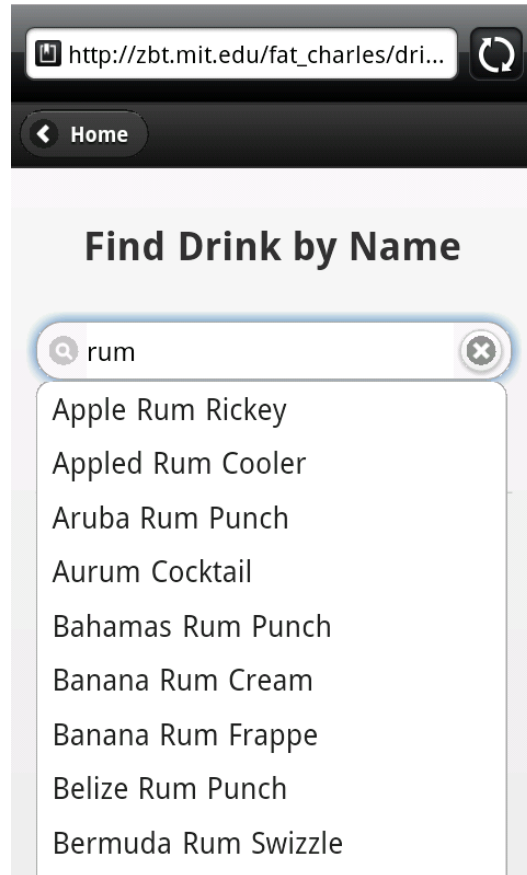 http://zbt.mit.edu/fat_charles/dri...
Home
Find Drink by Name
rum
Apple Rum Rickey
Appled Rum Cooler
Aruba Rum Punch
Aurum Cocktail
Bahamas Rum Punch
Banana Rum Cream
Banana Rum Frappe
Belize Rum Punch
Bermuda Rum Swizzle